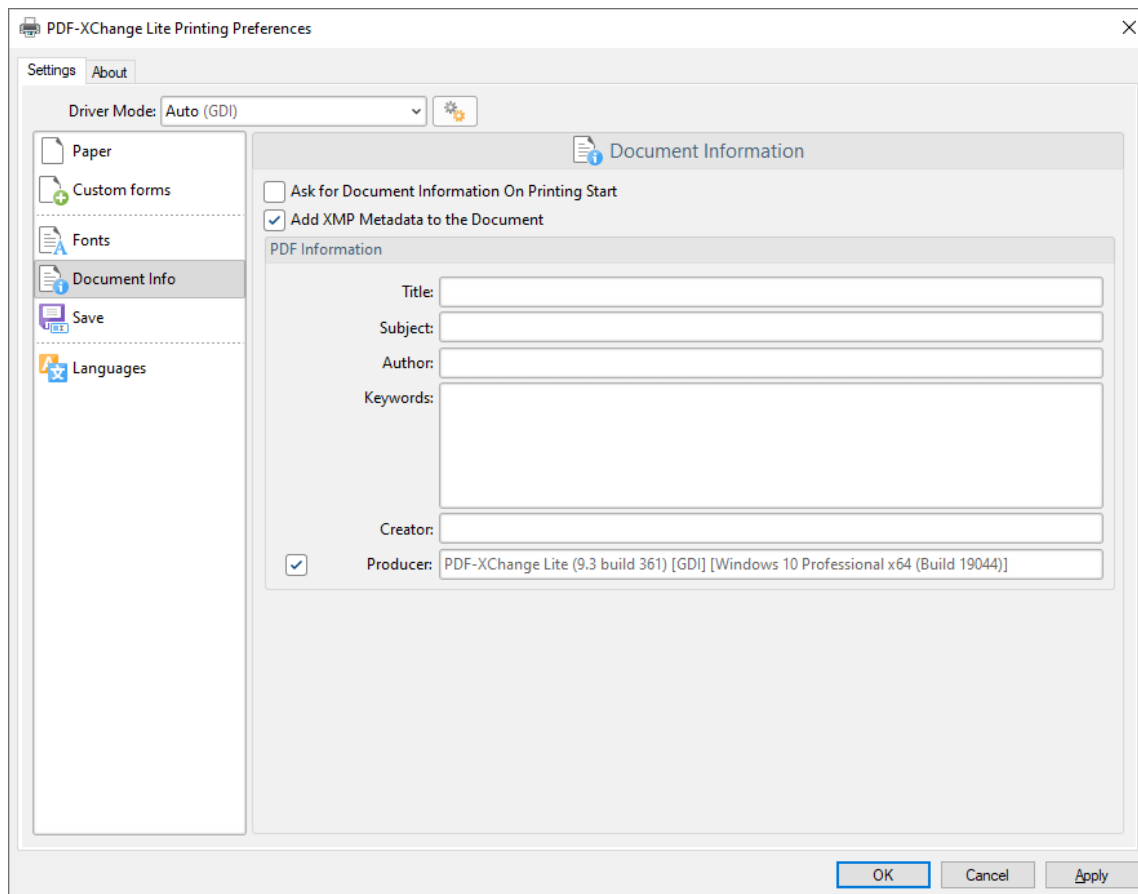 PDF-XChange Lite Printing Preferences
Settings About
Driver Mode: Auto (GDI)
Paper
Custom forms
Fonts
Document Info
Save
Languages
Document Information
Ask for Document Information On Printing Start
Add XMP Metadata to the Document
PDF Information
Title:
Subject:
Author:
Keywords:
Creator:
Producer: PDF-XChange Lite (9.3 build 361) [GDI] [Windows 10 Professional x64 (Build 19044)]
OK Cancel Apply